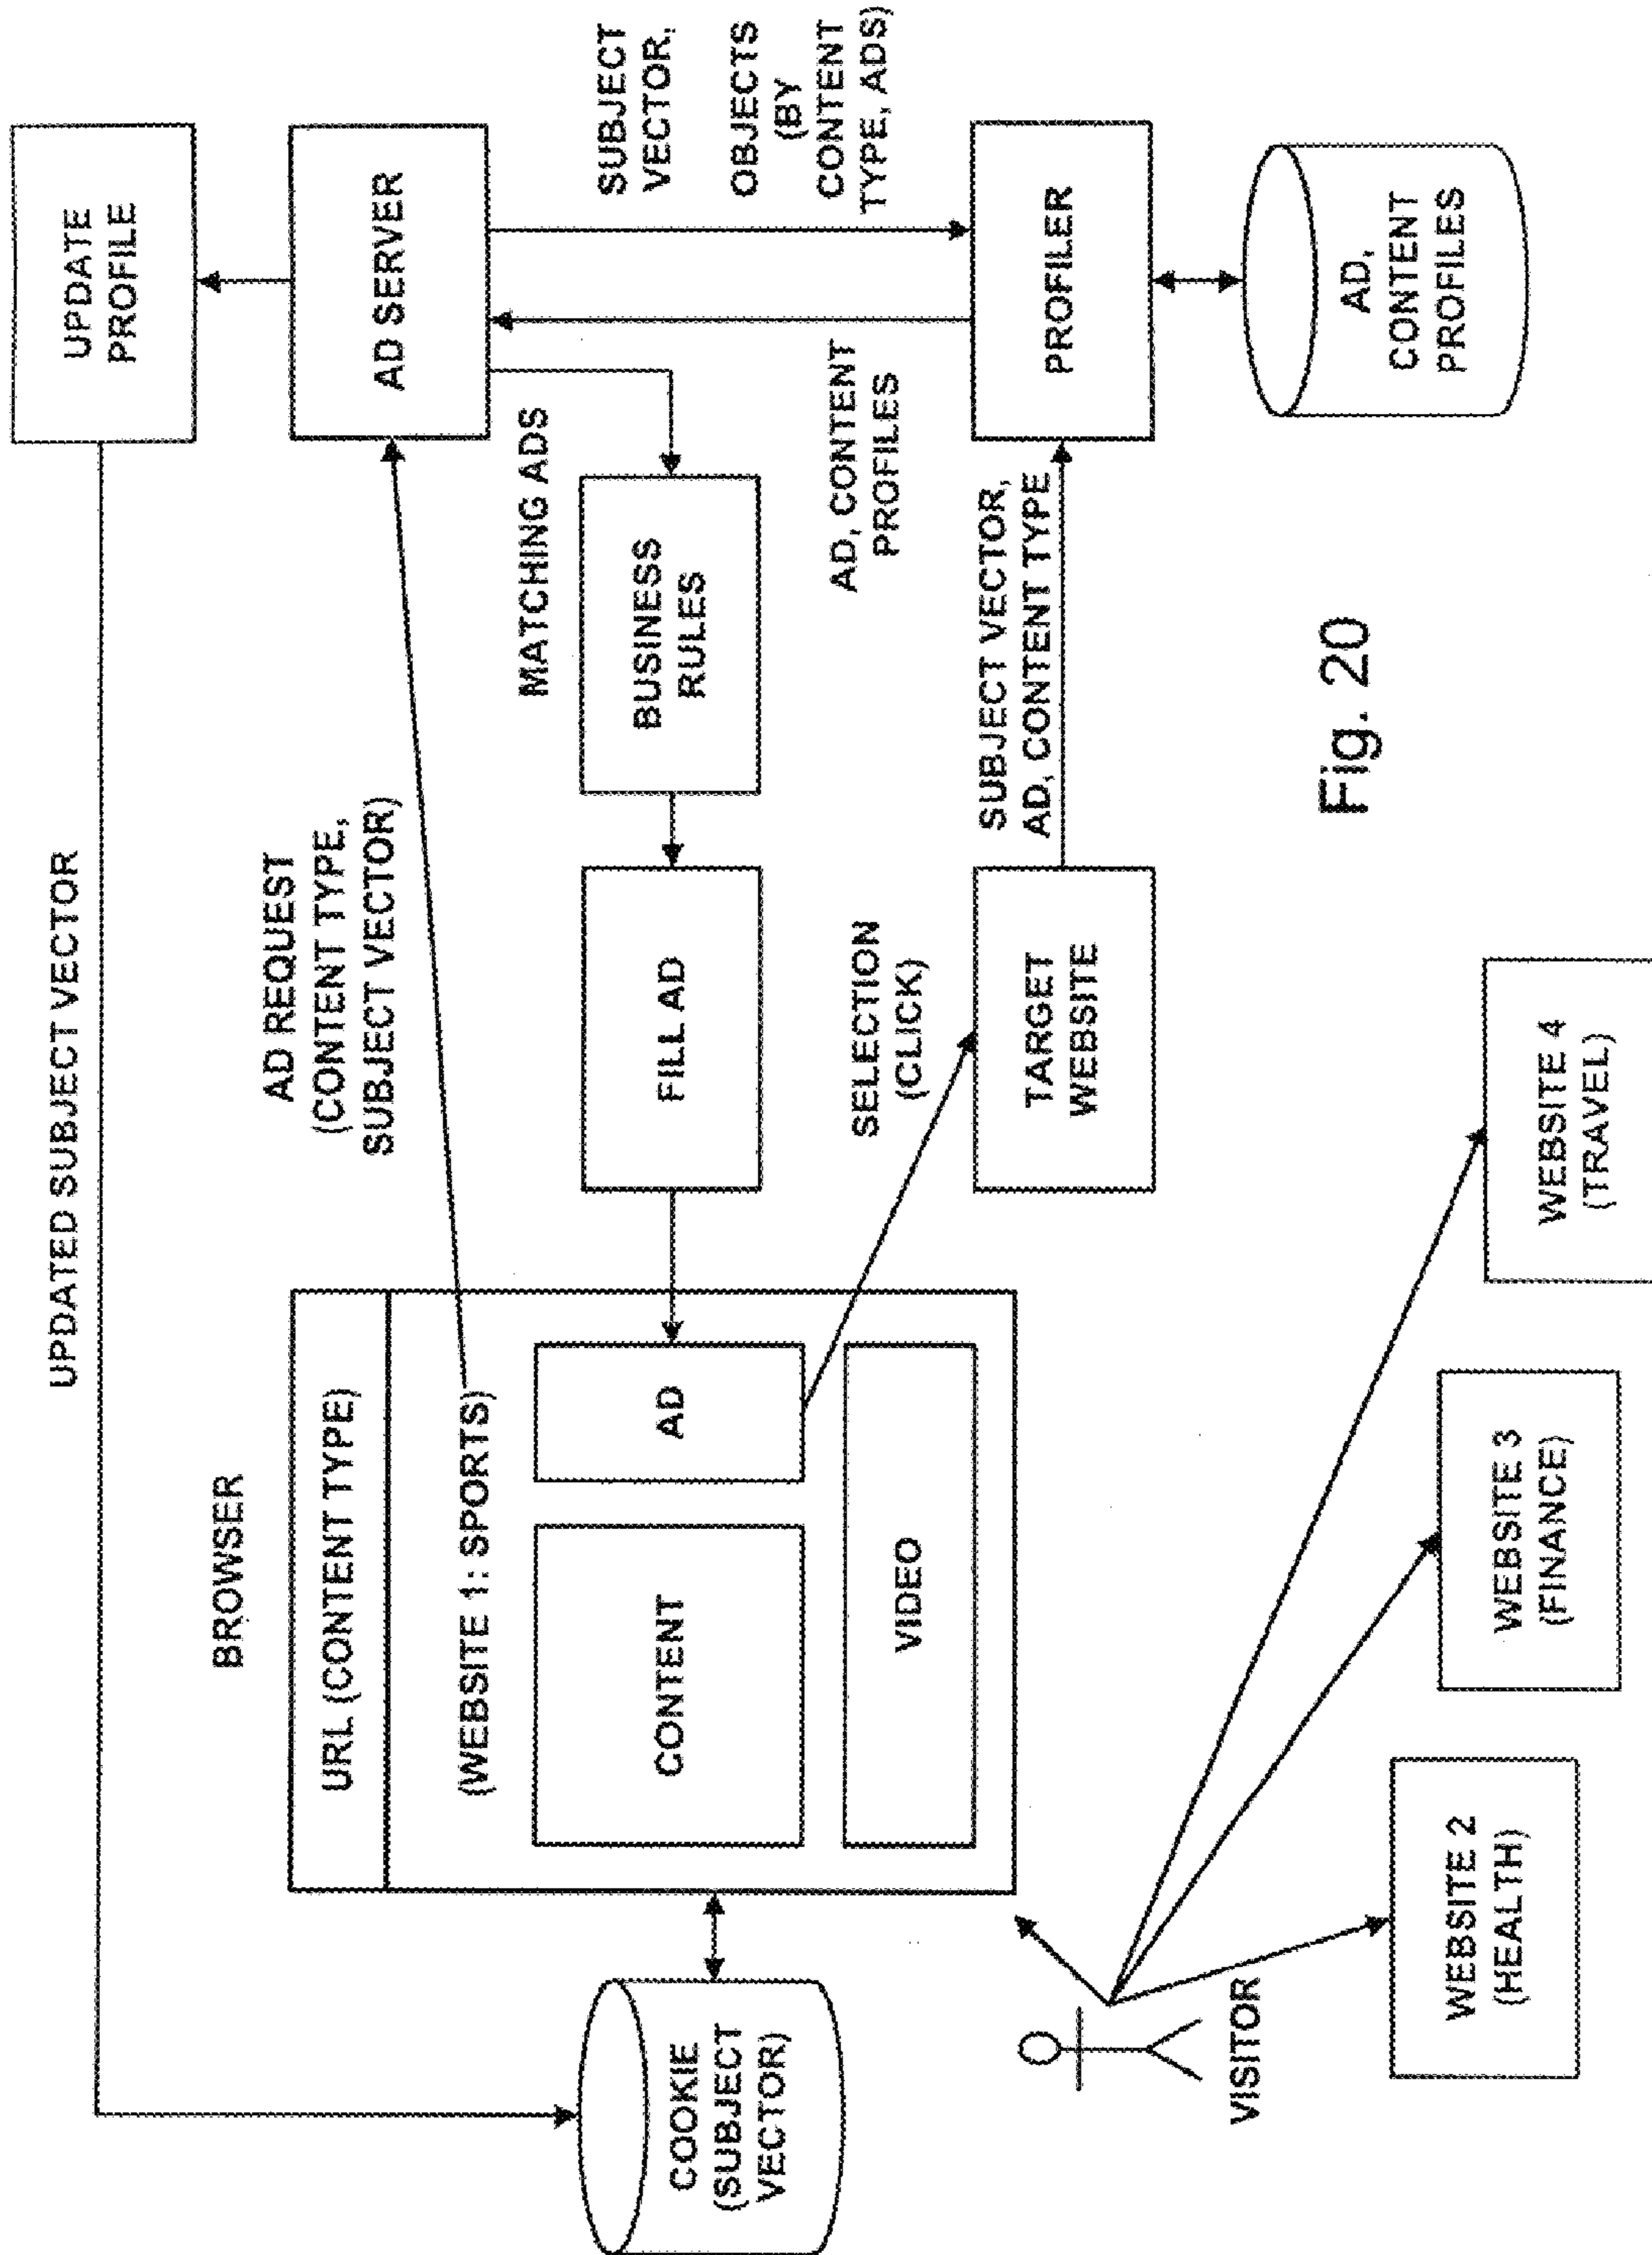 UPDATED SUBJECT VECTOR
UPDATE
PROFILE
BROWSER
AD REQUEST
(CONTENT TYPE,
SUBJECT VECTOR)
AD SERVER
URL (CONTENT TYPE)
(WEBSITE 1: SPORTS)
CONTENT
AD
VIDEO
COOKIE
(SUBJECT
VECTOR)
FILL AD
BUSINESS
RULES
MATCHING ADS
SUBJECT
VECTOR,
OBJECTS
(BY
CONTENT
TYPE, ADS)
AD, CONTENT
PROFILES
SELECTION
(CLICK)
TARGET
WEBSITE
SUBJECT VECTOR,
AD, CONTENT TYPE
PROFILER
AD,
CONTENT
PROFILES
VISITOR
WEBSITE 2
(HEALTH)
WEBSITE 3
(FINANCE)
WEBSITE 4
(TRAVEL)
Fig. 20